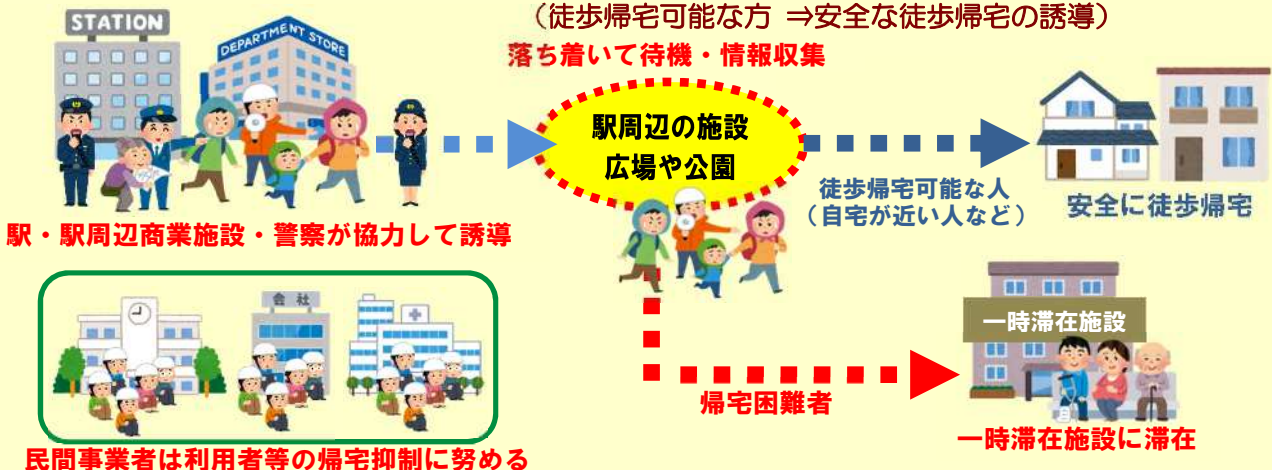 （徒歩帰宅可能な方 ⇒安全な徒歩帰宅の誘導）
落ち着いて待機・情報収集
STATION
DEPARTMENT STORE
駅周辺の施設
広場や公園
徒歩帰宅可能な人
（自宅が近い人など）
安全に徒歩帰宅
駅・駅周辺商業施設・警察が協力して誘導
会社
一時滞在施設
帰宅困難者
一時滞在施設に滞在
民間事業者は利用者等の帰宅抑制に努める